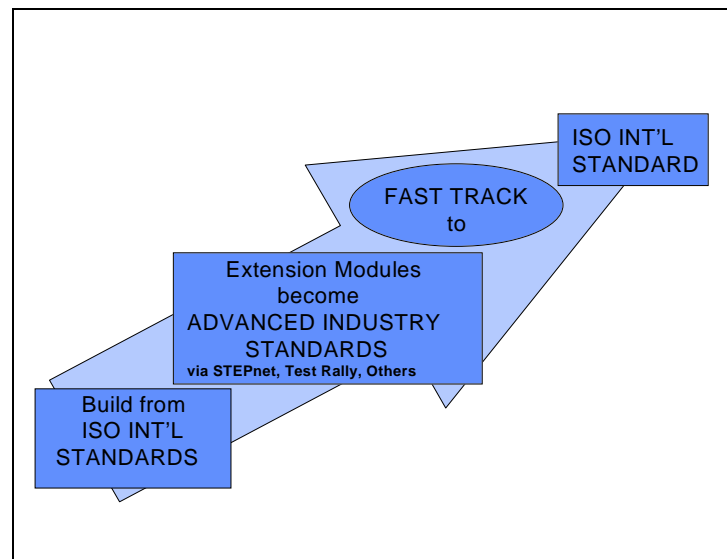 ISO INT'L
STANDARD
FAST TRACK
to
Extension Modules
become
ADVANCED INDUSTRY
STANDARDS
via STEPnet, Test Rally, Others
Build from
ISO INT'L
STANDARDS